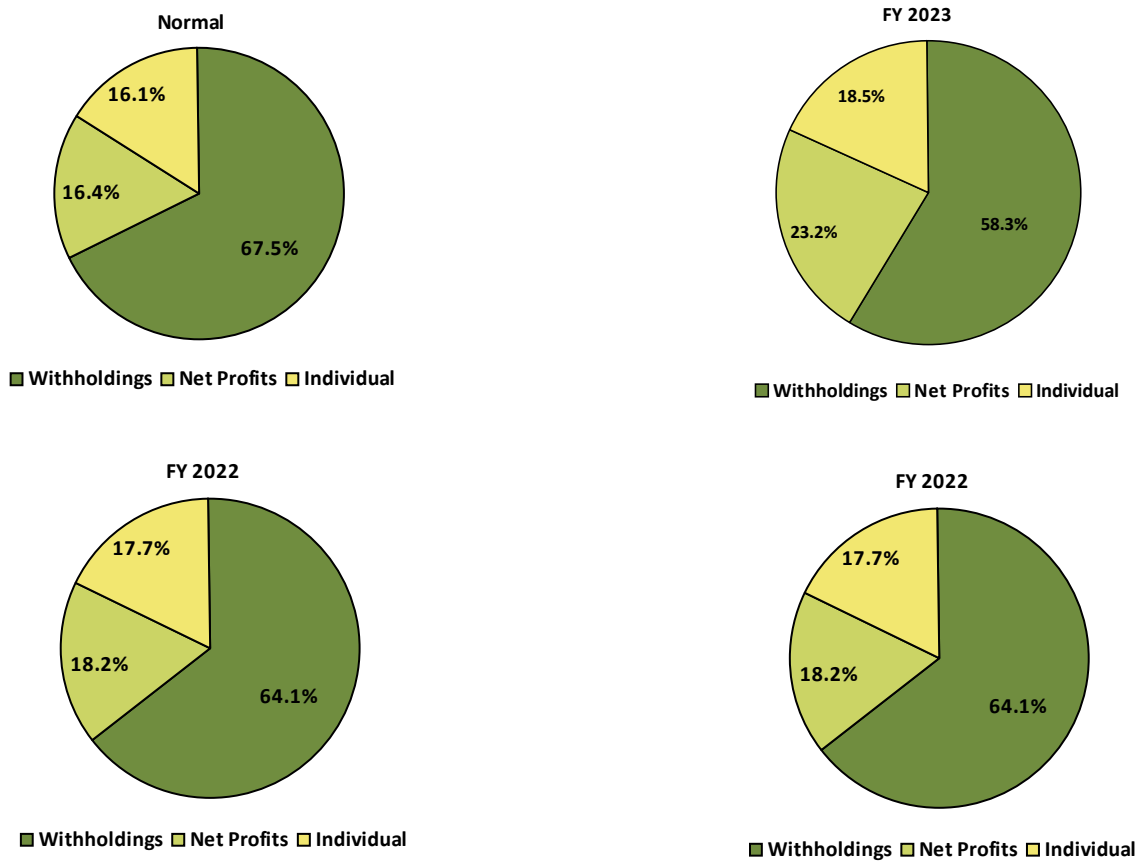 Normal
16.1%
16.4%
67.5%
Withholdings Net Profits Individual
FY 2023
18.5%
23.2%
58.3%
Withholdings Net Profits Individual
FY 2022
17.7%
18.2%
64.1%
Withholdings Net Profits Individual
FY 2022
17.7%
18.2%
64.1%
Withholdings Net Profits Individual